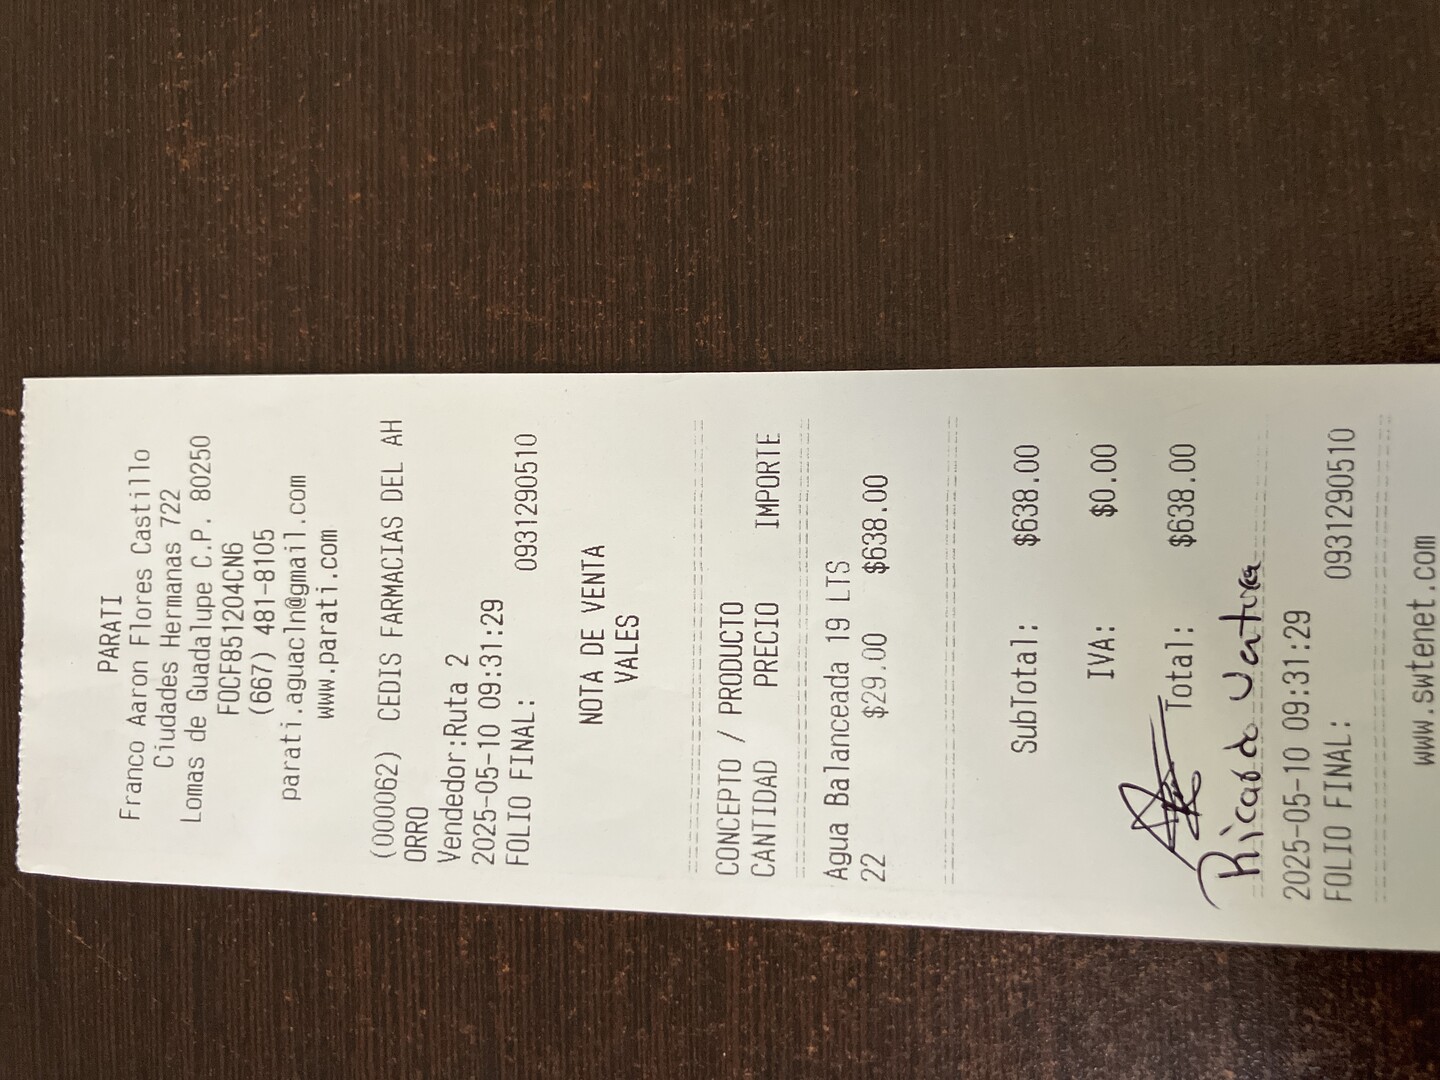 PARATI
Franco Aaron Flores Castillo
Ciudades Hermanas 722
Lomas de Guadalupe C.P. 80250
FOCF851204CN6
(667) 481-8105
parati.aguacln@gmail.com
www.parati.com
(000062) CEDIS FARMACIAS DEL AH
ORRO
Vendedor:Ruta 2
2025-05-10 09:31:29
FOLIO FINAL: 0931290510
NOTA DE VENTA
VALES
CONCEPTO / PRODUCTO
CANTIDAD PRECIO IMPORTE
Agua Balanceada 19 LTS
22 $29.00 $638.00
SubTotal: $638.00
IVA: $0.00
Total: $638.00
Ricardo
2025-05-10 09:31:29
FOLIO FINAL: 0931290510
www.swtenet.com